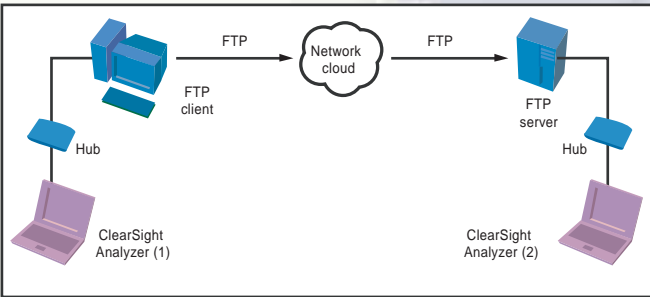 FTP
Network
cloud
FTP
FTP
client
FTP
server
Hub
Hub
ClearSight
Analyzer (1)
ClearSight
Analyzer (2)